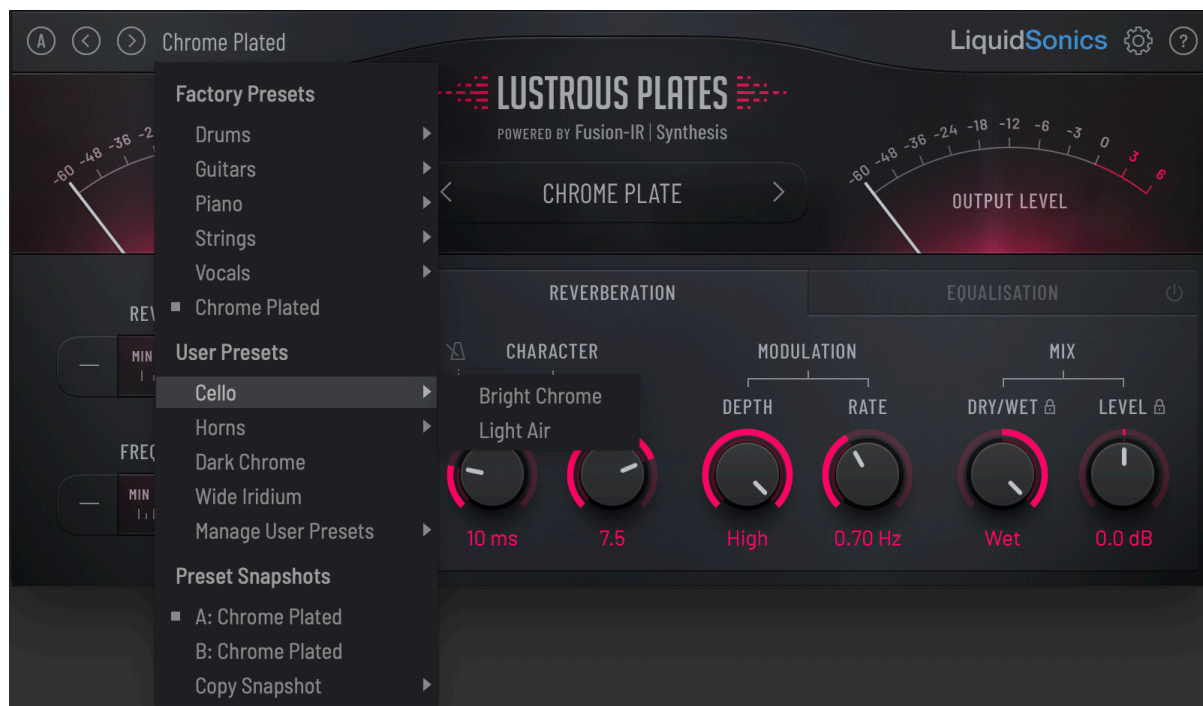 A
Chrome Plated
LiquidSonics
?
Factory Presets
Drums
Guitars
Piano
Strings
Vocals
Chrome Plated
User Presets
Cello
Horns
Dark Chrome
Wide Iridium
Manage User Presets
Preset Snapshots
A: Chrome Plated
B: Chrome Plated
Copy Snapshot
Bright Chrome
Light Air
LUSTROUS PLATES
POWERED BY Fusion-IR | Synthesis
CHROME PLATE
-60 -48 -36
-60 -48 -36 -24 -18 -12 -6 -3 0 3 6
OUTPUT LEVEL
MIN
MIN
REVERBERATION
EQUALISATION
CHARACTER
MODULATION
MIX
DEPTH
RATE
DRY/WET
LEVEL
10 ms
7.5
High
0.70 Hz
Wet
0.0 dB